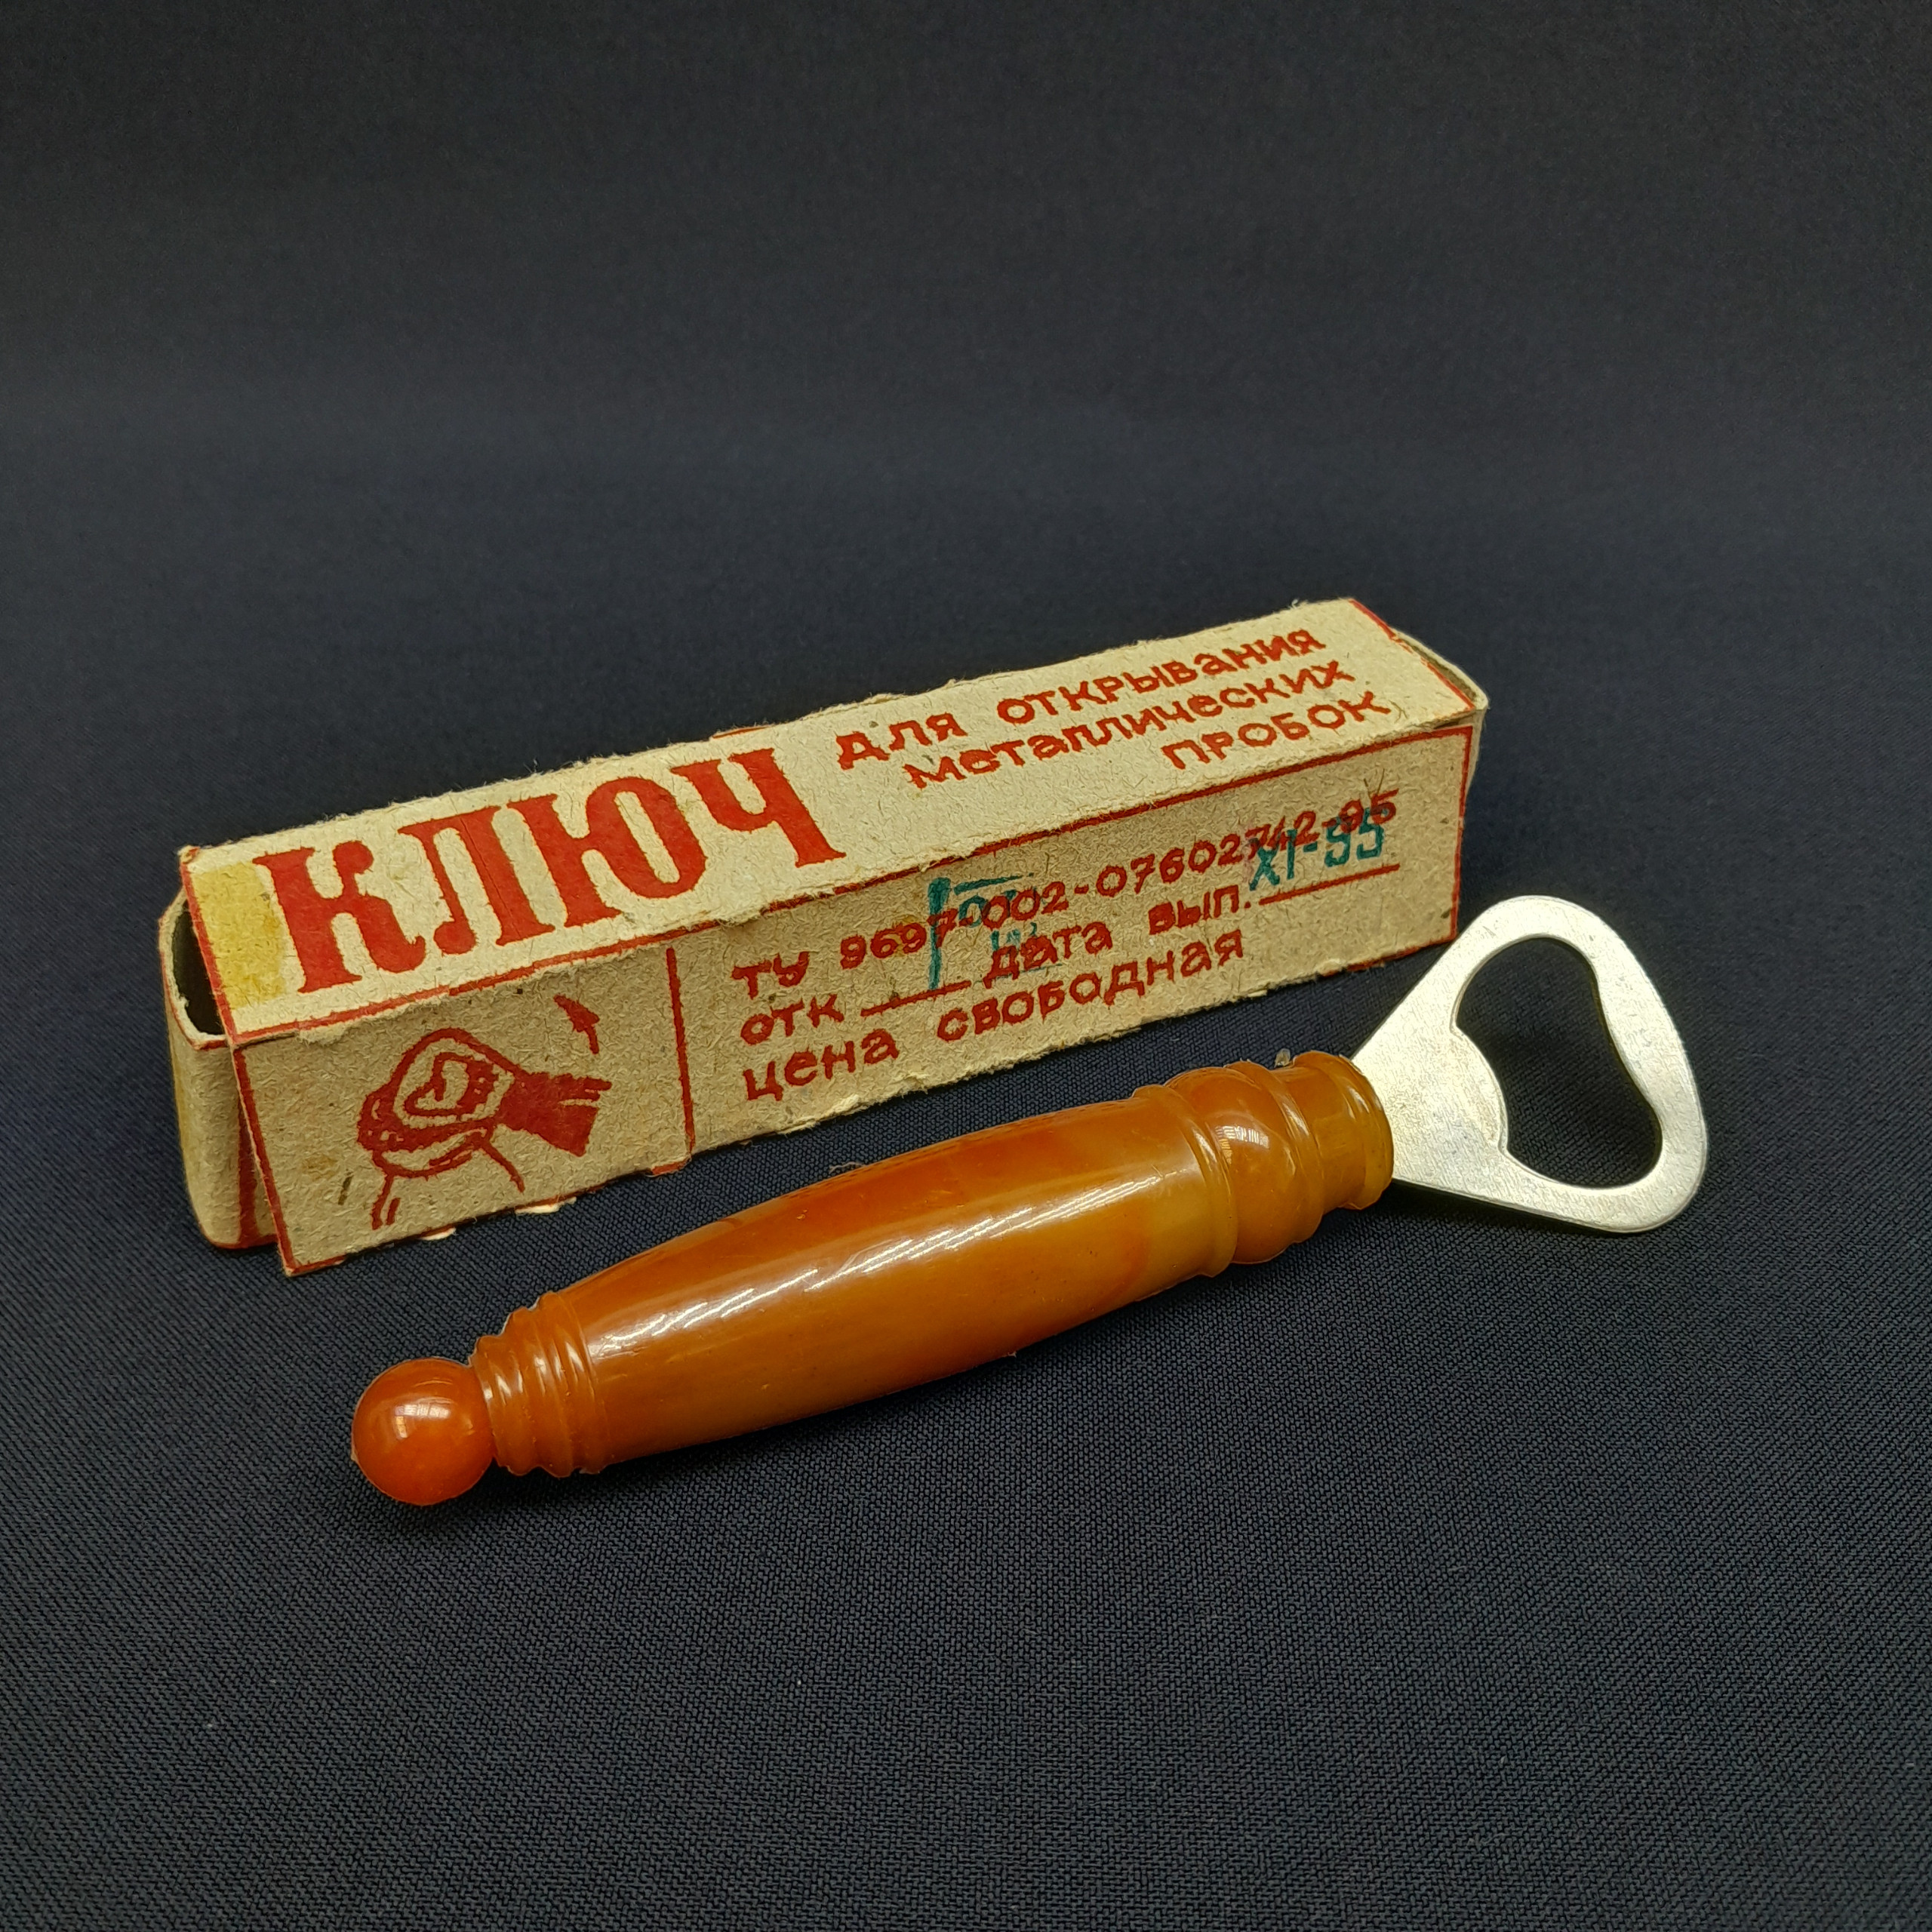 КЛЮЧ
для открывания
металлических
пробок
ТУ 9697-002-07602742-95
ОТК дата вып. XI-95
цена свободная